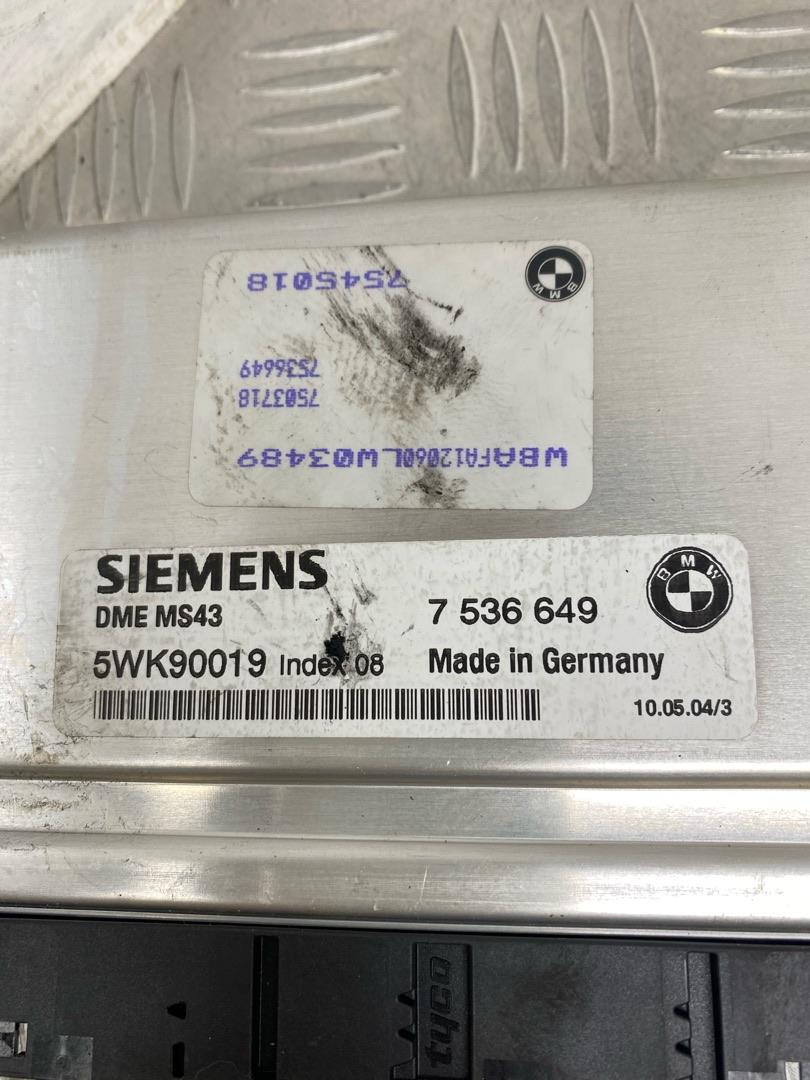 7545018
BMW
7536649
7503718
WBAFA12060LW03489
SIEMENS
BMW
DME MS43
7 536 649
5WK90019 Index 08
Made in Germany
10.05.04/3
tyco